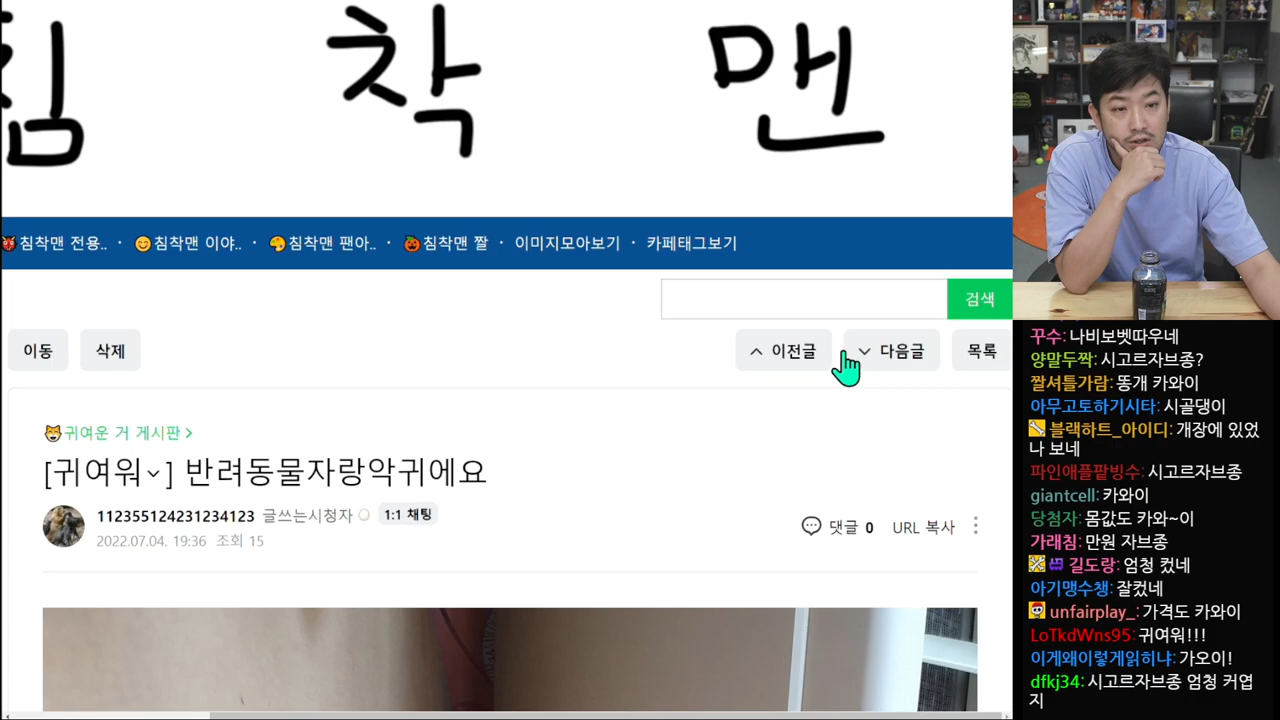 침 착 맨
침착맨 전용.. · 침착맨 이야.. · 침착맨 팬아.. · 침착맨 짤 · 이미지모아보기 · 카페태그보기
검색
이동 삭제 이전글 다음글 목록
귀여운 거 게시판 >
[귀여워~] 반려동물자랑악귀에요
112355124231234123 글쓰는시청자 1:1 채팅
2022.07.04. 19:36 조회 15
댓글 0 URL 복사
꾸수: 나비보벳따우네
양말두짝: 시고르자브종?
짤셔틀가람: 똥개 카와이
아무고토하기시타: 시골댕이
블랙하트_아이디: 개장에 있었
나 보네
파인애플팥빙수: 시고르자브종
giantcell: 카와이
당첨자: 몸값도 카와~이
가래침: 만원 자브종
길도랑: 엄청 컸네
아기맹수챙: 잘컸네
unfairplay_: 가격도 카와이
LoTkdWns95: 귀여워!!!
이게왜이렇게읽히냐: 가오이!
dfkj34: 시고르자브종 엄청 커엽
지